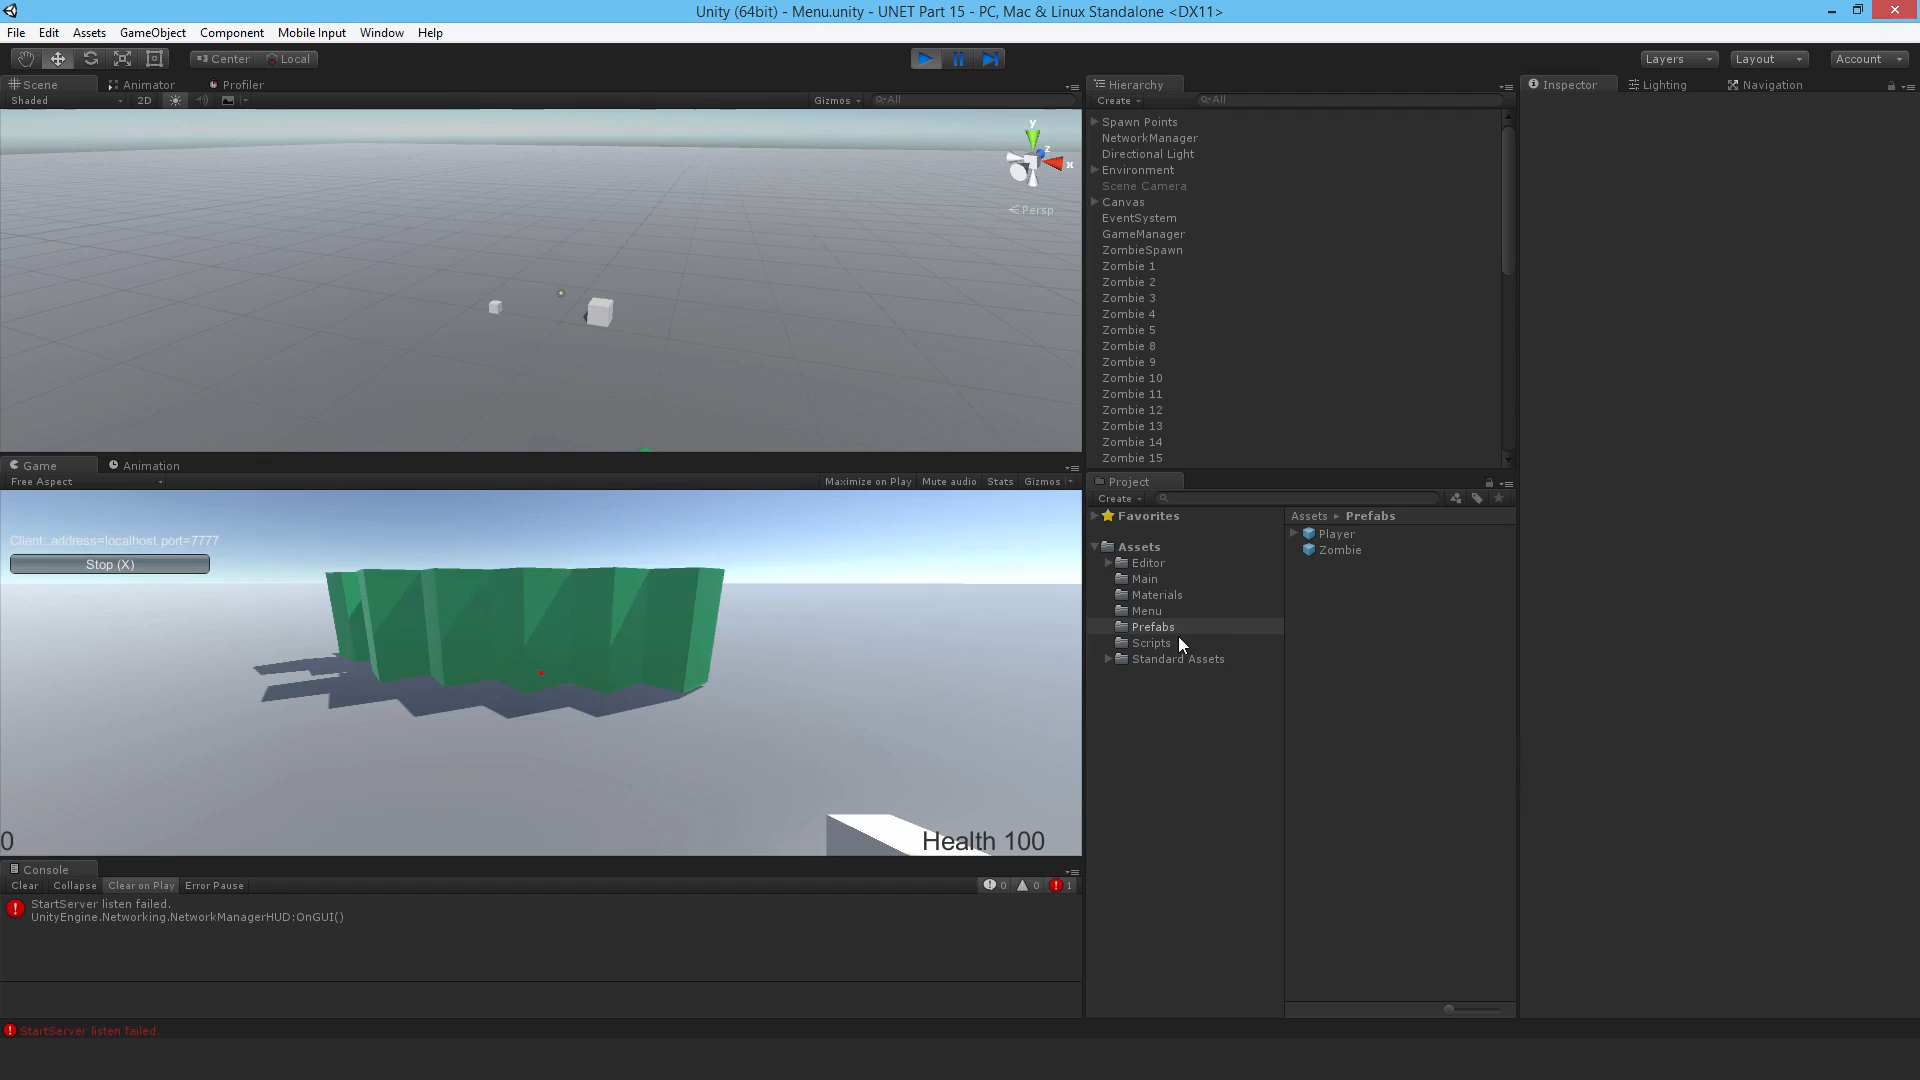 Unity (64bit) - Menu.unity - UNET Part 15 - PC, Mac & Linux Standalone <DX11>
File Edit Assets GameObject Component Mobile Input Window Help
Center Local
Layers Layout Account
Scene Animator Profiler
Shaded 2D Gizmos All
y
z
x
Persp
Game Animation
Free Aspect Maximize on Play Mute audio Stats Gizmos
Client: address=localhost port=7777
Stop (X)
0
Health 100
Console
Clear Collapse Clear on Play Error Pause 0 0 1
StartServer listen failed.
UnityEngine.Networking.NetworkManagerHUD:OnGUI()
StartServer listen failed.
Hierarchy
Create All
Spawn Points
NetworkManager
Directional Light
Environment
Scene Camera
Canvas
EventSystem
GameManager
ZombieSpawn
Zombie 1
Zombie 2
Zombie 3
Zombie 4
Zombie 5
Zombie 8
Zombie 9
Zombie 10
Zombie 11
Zombie 12
Zombie 13
Zombie 14
Zombie 15
Project
Create
Favorites
Assets
Editor
Main
Materials
Menu
Prefabs
Scripts
Standard Assets
Assets Prefabs
Player
Zombie
Inspector Lighting Navigation